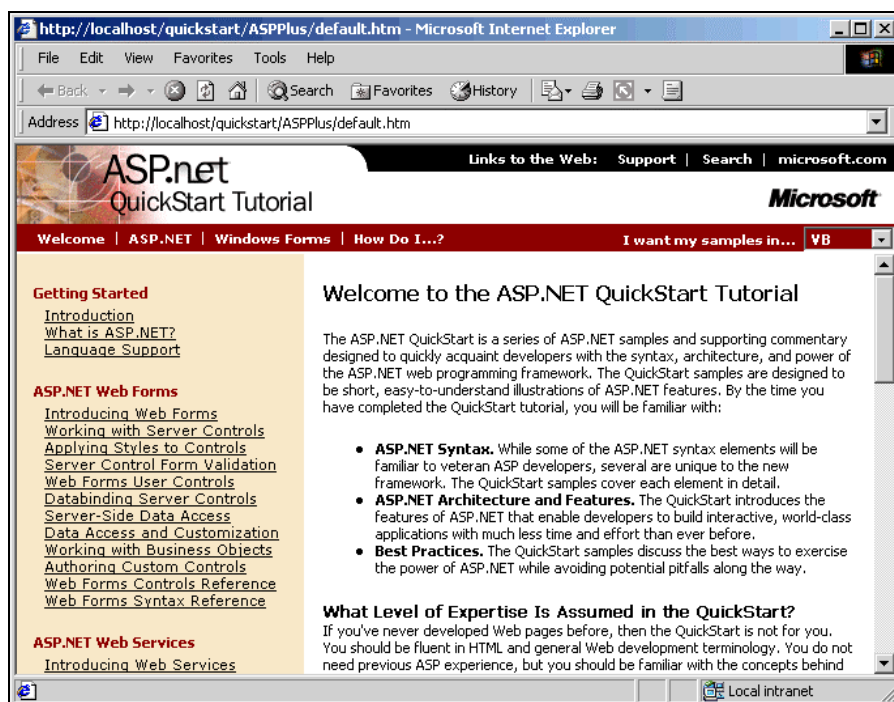 http://localhost/quickstart/ASPPlus/default.htm - Microsoft Internet Explorer
File Edit View Favorites Tools Help
Back Search Favorites History
Address http://localhost/quickstart/ASPPlus/default.htm
Links to the Web: Support | Search | microsoft.com
ASP.net
QuickStart Tutorial
Microsoft
Welcome | ASP.NET | Windows Forms | How Do I...? I want my samples in... VB
Getting Started
Introduction
What is ASP.NET?
Language Support
ASP.NET Web Forms
Introducing Web Forms
Working with Server Controls
Applying Styles to Controls
Server Control Form Validation
Web Forms User Controls
Databinding Server Controls
Server-Side Data Access
Data Access and Customization
Working with Business Objects
Authoring Custom Controls
Web Forms Controls Reference
Web Forms Syntax Reference
ASP.NET Web Services
Introducing Web Services
Welcome to the ASP.NET QuickStart Tutorial
The ASP.NET QuickStart is a series of ASP.NET samples and supporting commentary
designed to quickly acquaint developers with the syntax, architecture, and power of
the ASP.NET web programming framework. The QuickStart samples are designed to
be short, easy-to-understand illustrations of ASP.NET features. By the time you
have completed the QuickStart tutorial, you will be familiar with:
• ASP.NET Syntax. While some of the ASP.NET syntax elements will be
familiar to veteran ASP developers, several are unique to the new
framework. The QuickStart samples cover each element in detail.
• ASP.NET Architecture and Features. The QuickStart introduces the
features of ASP.NET that enable developers to build interactive, world-class
applications with much less time and effort than ever before.
• Best Practices. The QuickStart samples discuss the best ways to exercise
the power of ASP.NET while avoiding potential pitfalls along the way.
What Level of Expertise Is Assumed in the QuickStart?
If you've never developed Web pages before, then the QuickStart is not for you.
You should be fluent in HTML and general Web development terminology. You do not
need previous ASP experience, but you should be familiar with the concepts behind
Local intranet